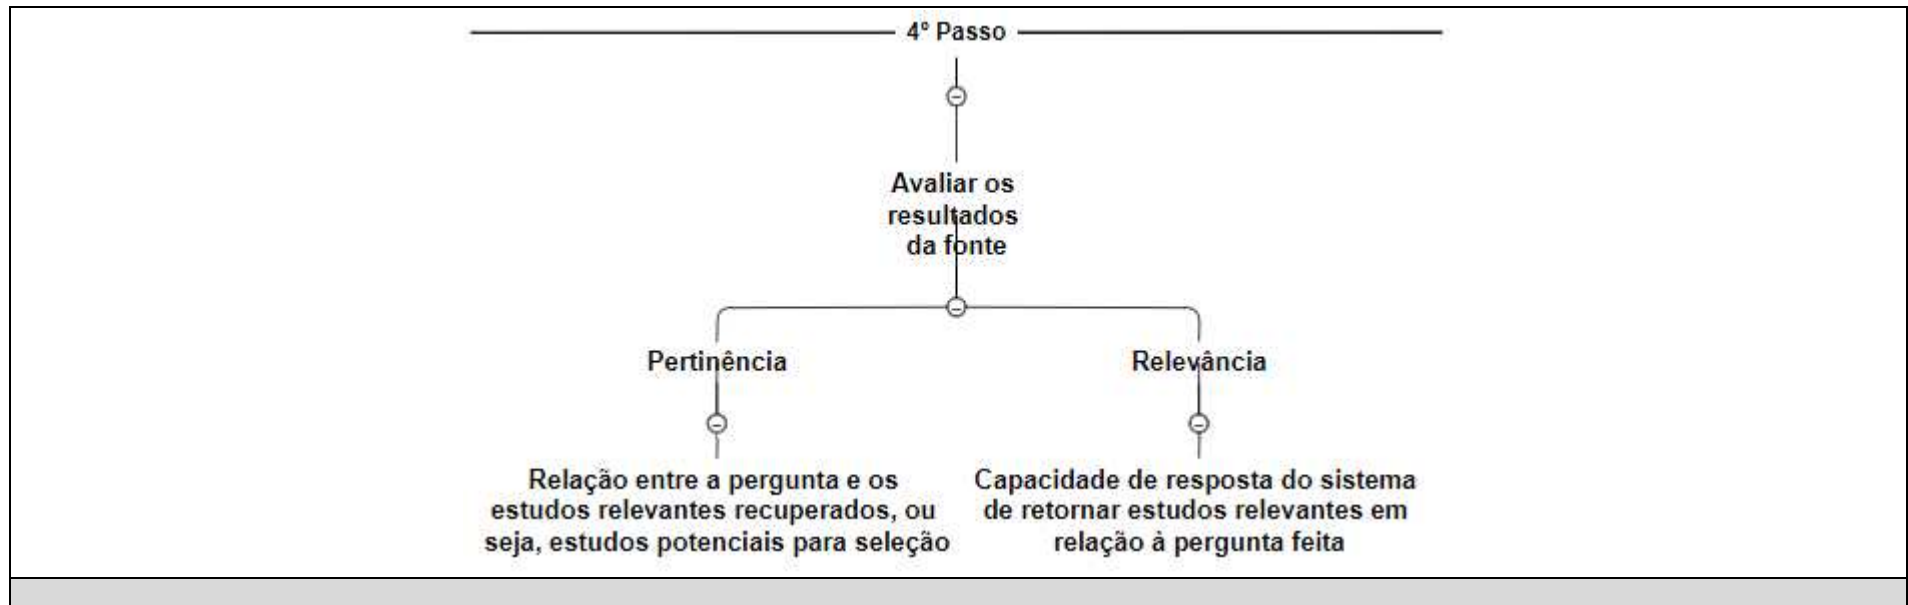 4º Passo
Avaliar os
resultados
da fonte
Pertinência
Relevância
Relação entre a pergunta e os
estudos relevantes recuperados, ou
seja, estudos potenciais para seleção
Capacidade de resposta do sistema
de retornar estudos relevantes em
relação à pergunta feita